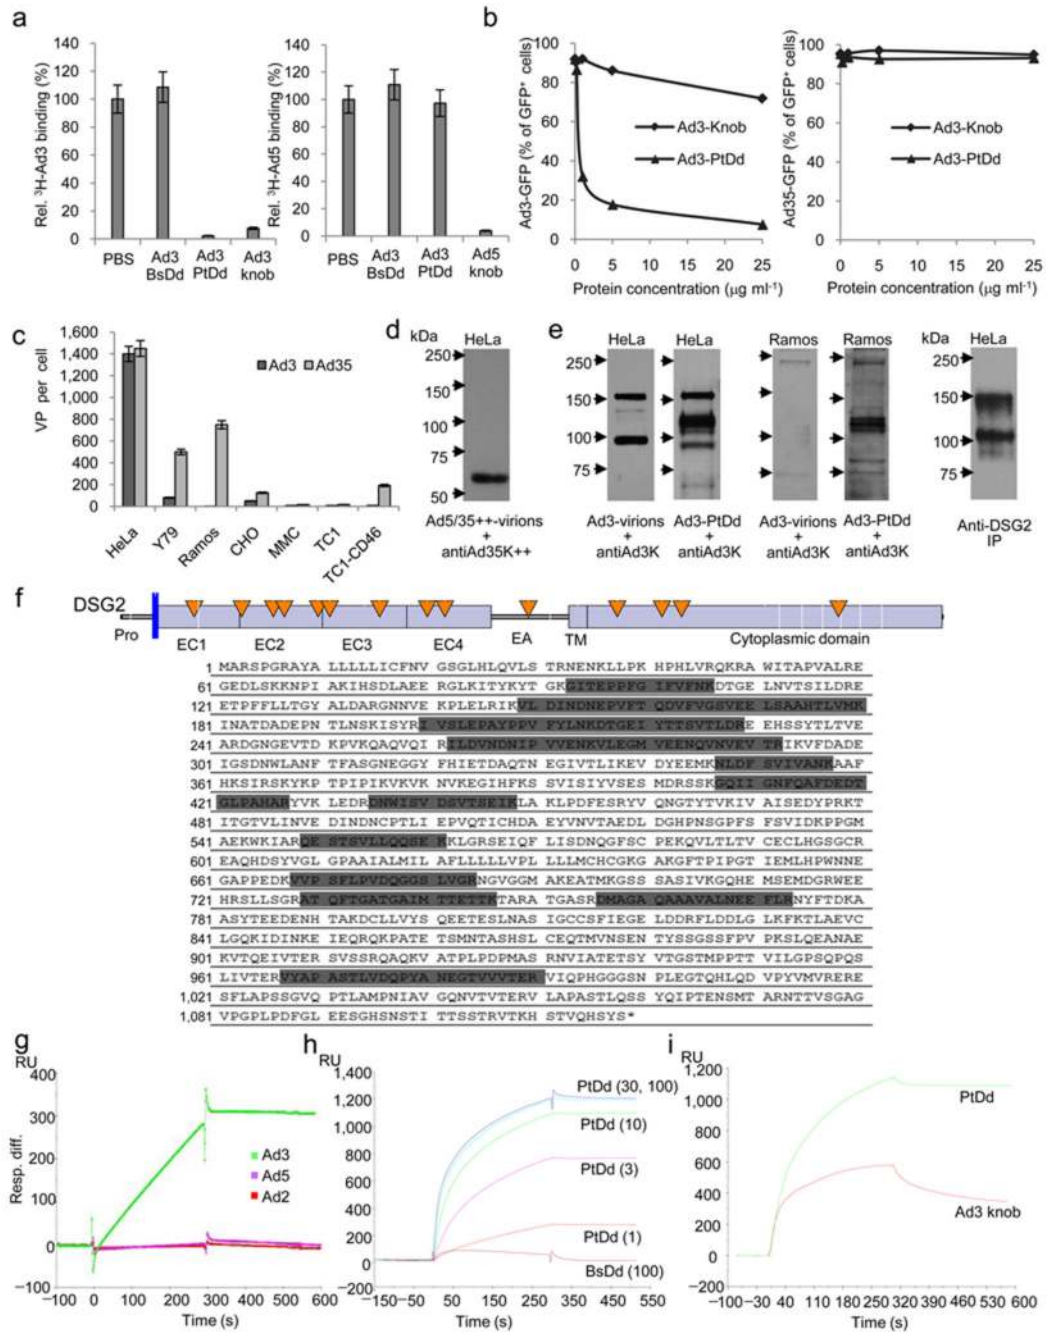 a
Rel. ³H-Ad3 binding (%)
140
120
100
80
60
40
20
0
PBS
Ad3 BsDd
Ad3 PtDd
Ad3 knob
Rel. ³H-Ad5 binding (%)
140
120
100
80
60
40
20
0
PBS
Ad3 BsDd
Ad3 PtDd
Ad5 knob
b
Ad3-GFP (% of GFP⁺ cells)
100
80
60
40
20
0
Ad3-Knob
Ad3-PtDd
0 5 10 15 20 25
Protein concentration (μg ml⁻¹)
Ad35-GFP (% of GFP⁺ cells)
100
80
60
40
20
0
Ad3-Knob
Ad3-PtDd
0 5 10 15 20 25
Protein concentration (μg ml⁻¹)
c
VP per cell
1,600
1,400
1,200
1,000
800
600
400
200
0
Ad3 Ad35
HeLa
Y79
Ramos
CHO
MMC
TC1
TC1-CD46
d
kDa HeLa
250
150
100
75
50
Ad5/35++-virions
+
antiAd35K++
e
HeLa
250
150
100
75
Ad3-virions
+
antiAd3K
HeLa
Ad3-PtDd
+
antiAd3K
Ramos
Ad3-virions
+
antiAd3K
Ramos
Ad3-PtDd
+
antiAd3K
kDa HeLa
250
150
100
75
Anti-DSG2
IP
f
DSG2
Pro
EC1
EC2
EC3
EC4
EA
TM
Cytoplasmic domain
1 MARSPGRAYA LLLLLICFNV GSGLHLQVLS TRNENKLLPK HPHLVRQKRA WITAPVALRE
61 GEDLSKKNPI AKIHSDLAEE RGLKITYKYT GKGITEPPFG IFVFNKDTGE LNVTSILDRE
121 ETPFFLLTGY ALDARGNNVE KPLELRIKVL DINDNEPVFT QDVFVGSVEE LSAAHTLVMK
181 INATDADEPN TLNSKISYRI VSLEPAYPPV FYLNKDTGEI YTTSVTLDRE EHSSYTLTVE
241 ARDGNGEVTD KPVKQAQVQI RILDVNDNIP VVENKVLEGM VEENQVNVEV TRIKVFDADE
301 IGSDNWLANF TFASGNEGGY FHIETDAQTN EGIVTLIKEV DYEEMKNLDF SVIVANKAAF
361 HKSIRSKYKP TPIPIKVKVK NVKEGIHFKS SVISIYVSES MDRSSKGQII GNFQAFDEDT
421 GLPAHARYVK LEDRDNWISV DSVTSEIKLA KLPDFESRYV QNGTYTVKIV AISEDYPRKT
481 ITGTVLINVE DINDNCPTLI EPVQTICHDA EYVNVTAEDL DGHPNSGPFS FSVIDKPPGM
541 AEKWKIARQE STSVLLQQSE KKLGRSEIQF LISDNQGFSC PEKQVLTLTV CECLHGSGCR
601 EAQHDSYVGL GPAAIALMIL AFLLLLLVPL LLLMCHCGKG AKGFTPIPGT IEMLHPWNNE
661 GAPPEDKVVP SFLPVDQGGS LVGRNGVGGM AKEATMKGSS SASIVKGQHE MSEMDGRWEE
721 HRSLLSGRAT QFTGATGAIM TTETTKTARA TGASRDMAGA QAAAVALNEE FLRNYFTDKA
781 ASYTEEDENH TAKDCLLVYS QEETESLNAS IGCCSFIEGE LDDRFLDDLG LKFKTLAEVC
841 LGQKIDINKE IEQRQKPATE TSMNTASHSL CEQTMVNSEN TYSSGSSFPV PKSLQEANAE
901 KVTQEIVTER SVSSRQAQKV ATPLPDPMAS RNVIATETSY VTGSTMPPTT VILGPSQPQS
961 LIVTERVYAP ASTLVDQPYA NEGTVVVTER VIQPHGGGSN PLEGTQHLQD VPYVMVRERE
1,021 SFLAPSSGVQ PTLAMPNIAV GQNVTVTERV LAPASTLQSS YQIPTENSMT ARNTTVSGAG
1,081 VPGPLPDFGL EESGHSNSTI TTSSTRVTKH STVQHSYS*
g
RU
400
300
200
100
0
−100
Resp. diff.
Ad3
Ad5
Ad2
−100 0 200 400 600
Time (s)
h
RU
1,400
1,200
1,000
800
600
400
200
0
−200
PtDd (30, 100)
PtDd (10)
PtDd (3)
PtDd (1)
BsDd (100)
−150 −50 50 150 250 350 450 550
Time (s)
i
RU
1,200
1,000
800
600
400
200
0
−200
PtDd
Ad3 knob
−100 −30 40 110 180 250 320 390 460 530 600
Time (s)